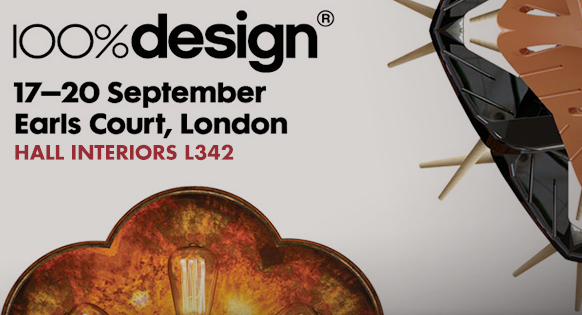 100%design®
17—20 September
Earls Court, London
HALL INTERIORS L342